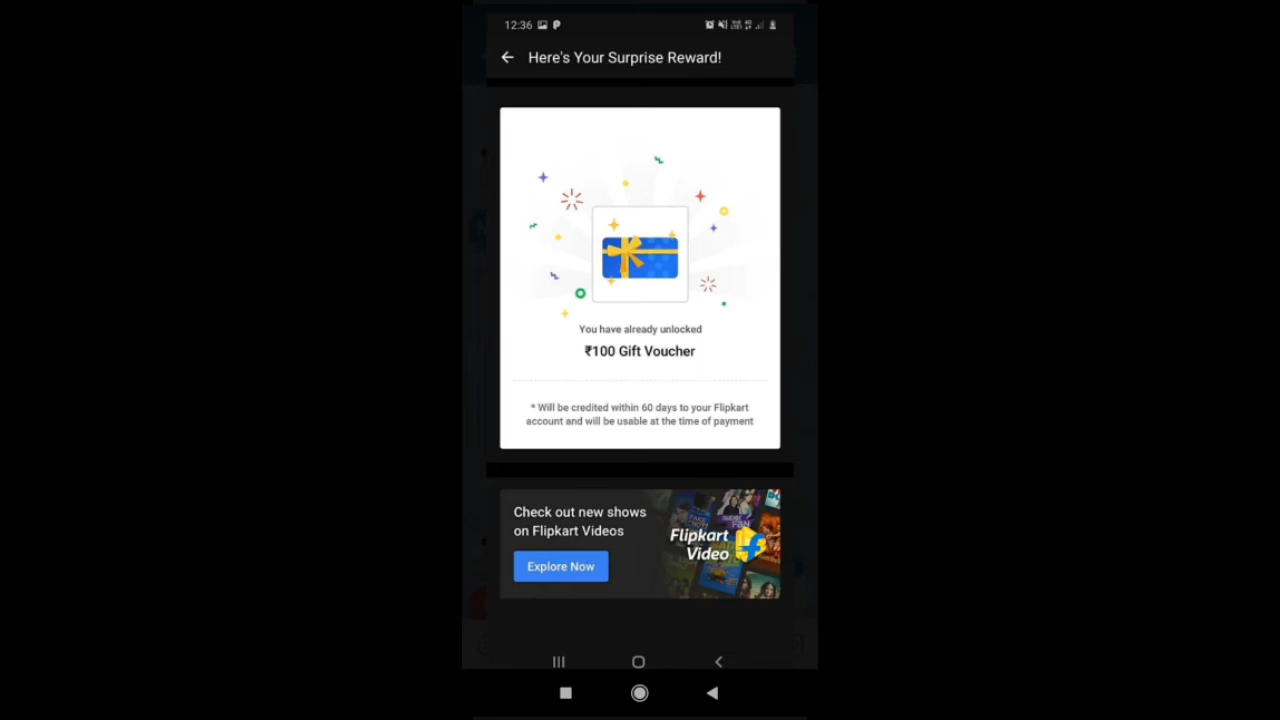 12:36
Here's Your Surprise Reward!
You have already unlocked
₹100 Gift Voucher
* Will be credited within 60 days to your Flipkart
account and will be usable at the time of payment
Check out new shows
on Flipkart Videos
Explore Now
Flipkart
Video